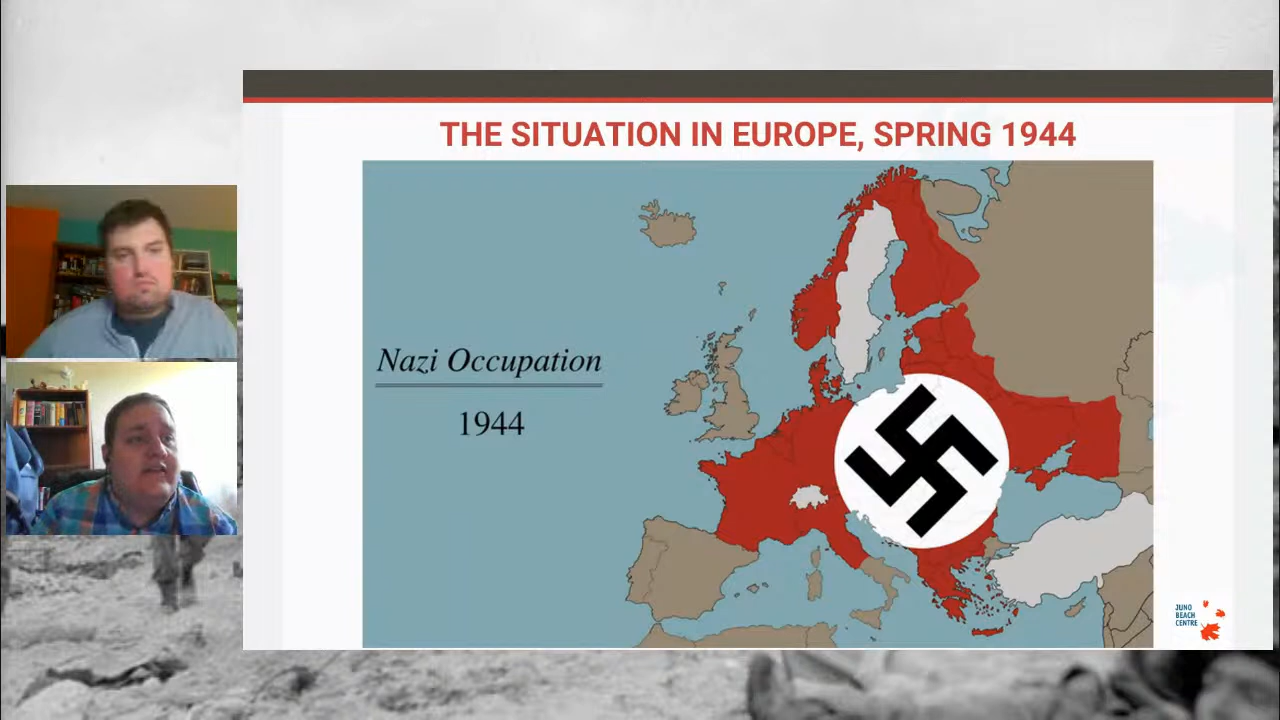 THE SITUATION IN EUROPE, SPRING 1944
Nazi Occupation
1944
JUNO
BEACH
CENTRE